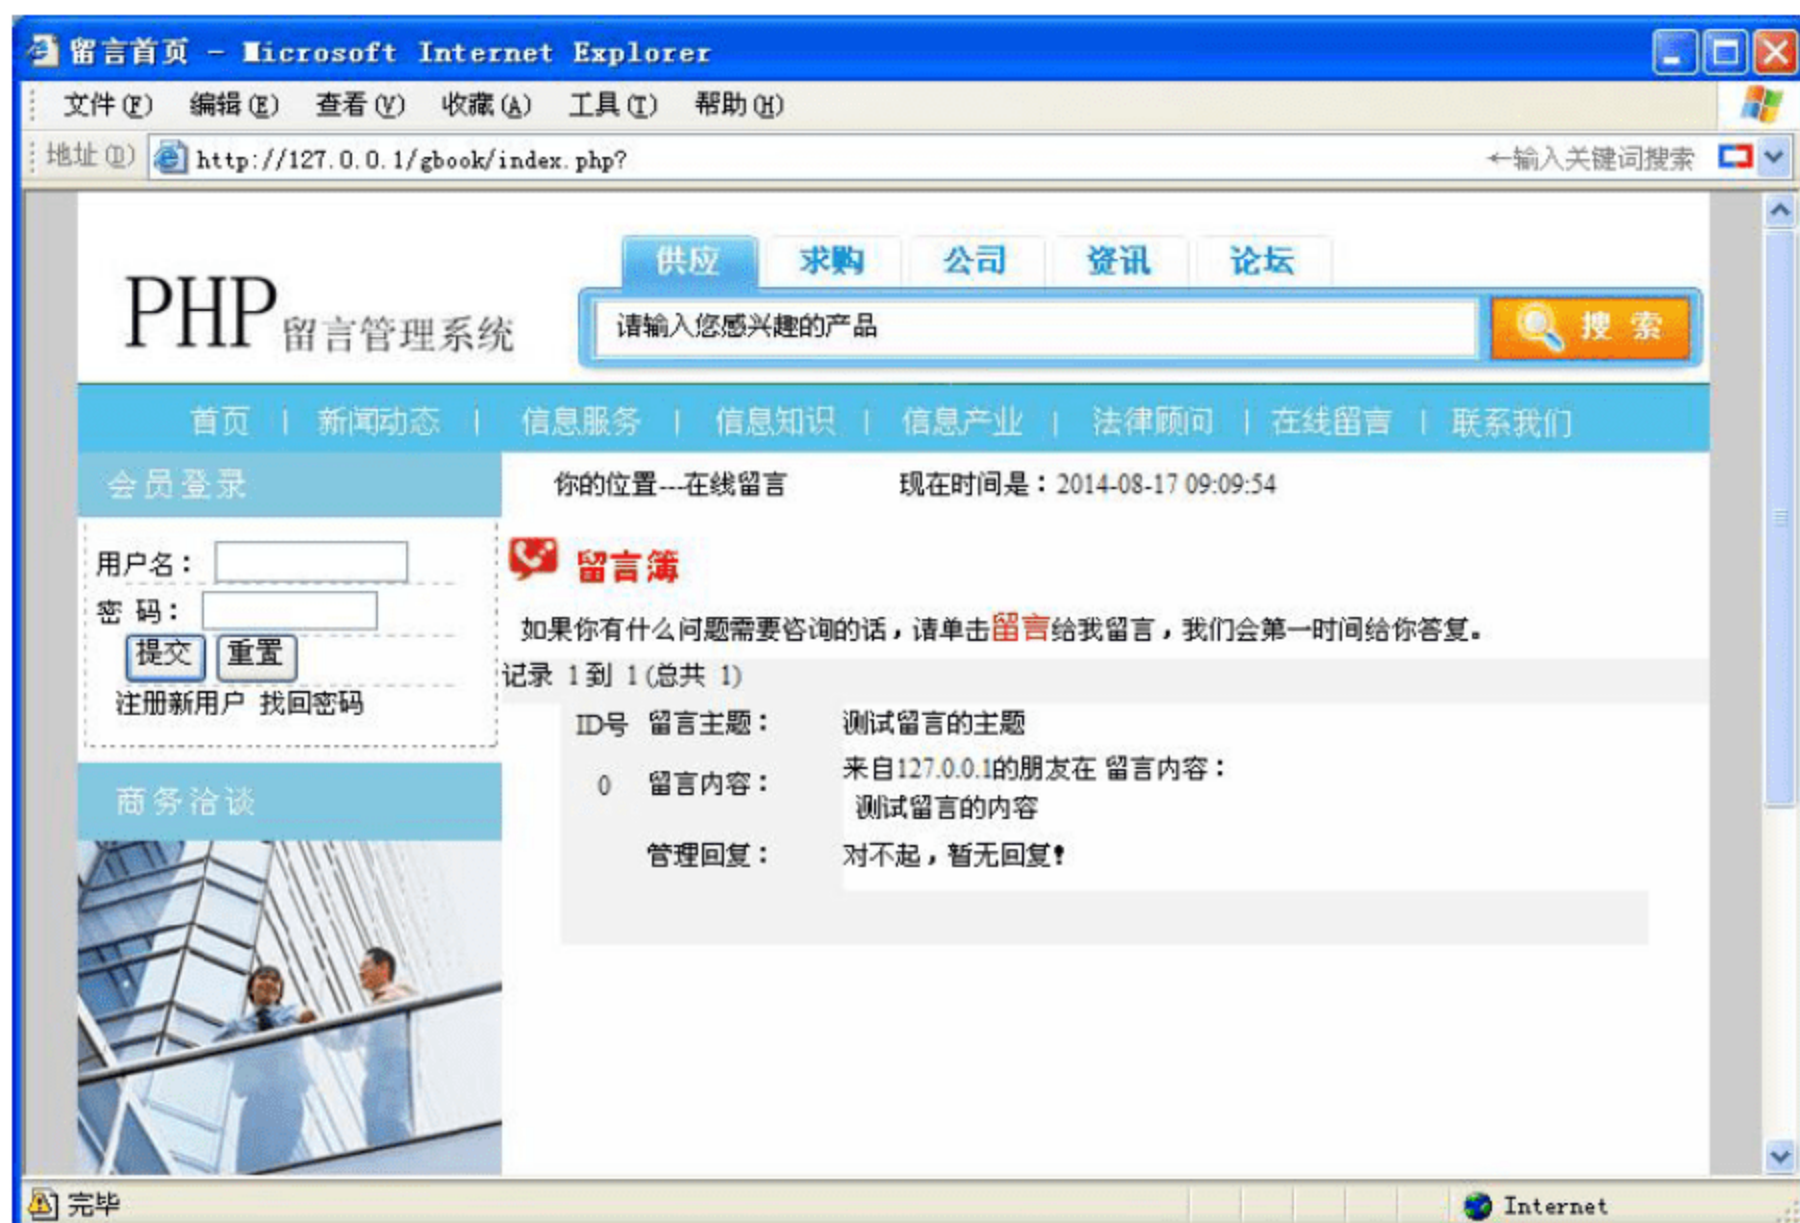 留言首页 - Microsoft Internet Explorer
文件(F) 编辑(E) 查看(V) 收藏(A) 工具(T) 帮助(H)
地址(D) http://127.0.0.1/gbook/index.php? ←输入关键词搜索
供应 求购 公司 资讯 论坛
PHP留言管理系统
请输入您感兴趣的产品 搜索
首页 | 新闻动态 | 信息服务 | 信息知识 | 信息产业 | 法律顾问 | 在线留言 | 联系我们
会员登录
你的位置---在线留言 现在时间是：2014-08-17 09:09:54
用户名：
密 码：
提交 重置
注册新用户 找回密码
商务洽谈
留言簿
如果你有什么问题需要咨询的话，请单击留言给我留言，我们会第一时间给你答复。
记录 1 到 1 (总共 1)
ID号 留言主题： 测试留言的主题
0 留言内容： 来自127.0.0.1的朋友在 留言内容：
测试留言的内容
管理回复： 对不起，暂无回复！
完毕 Internet